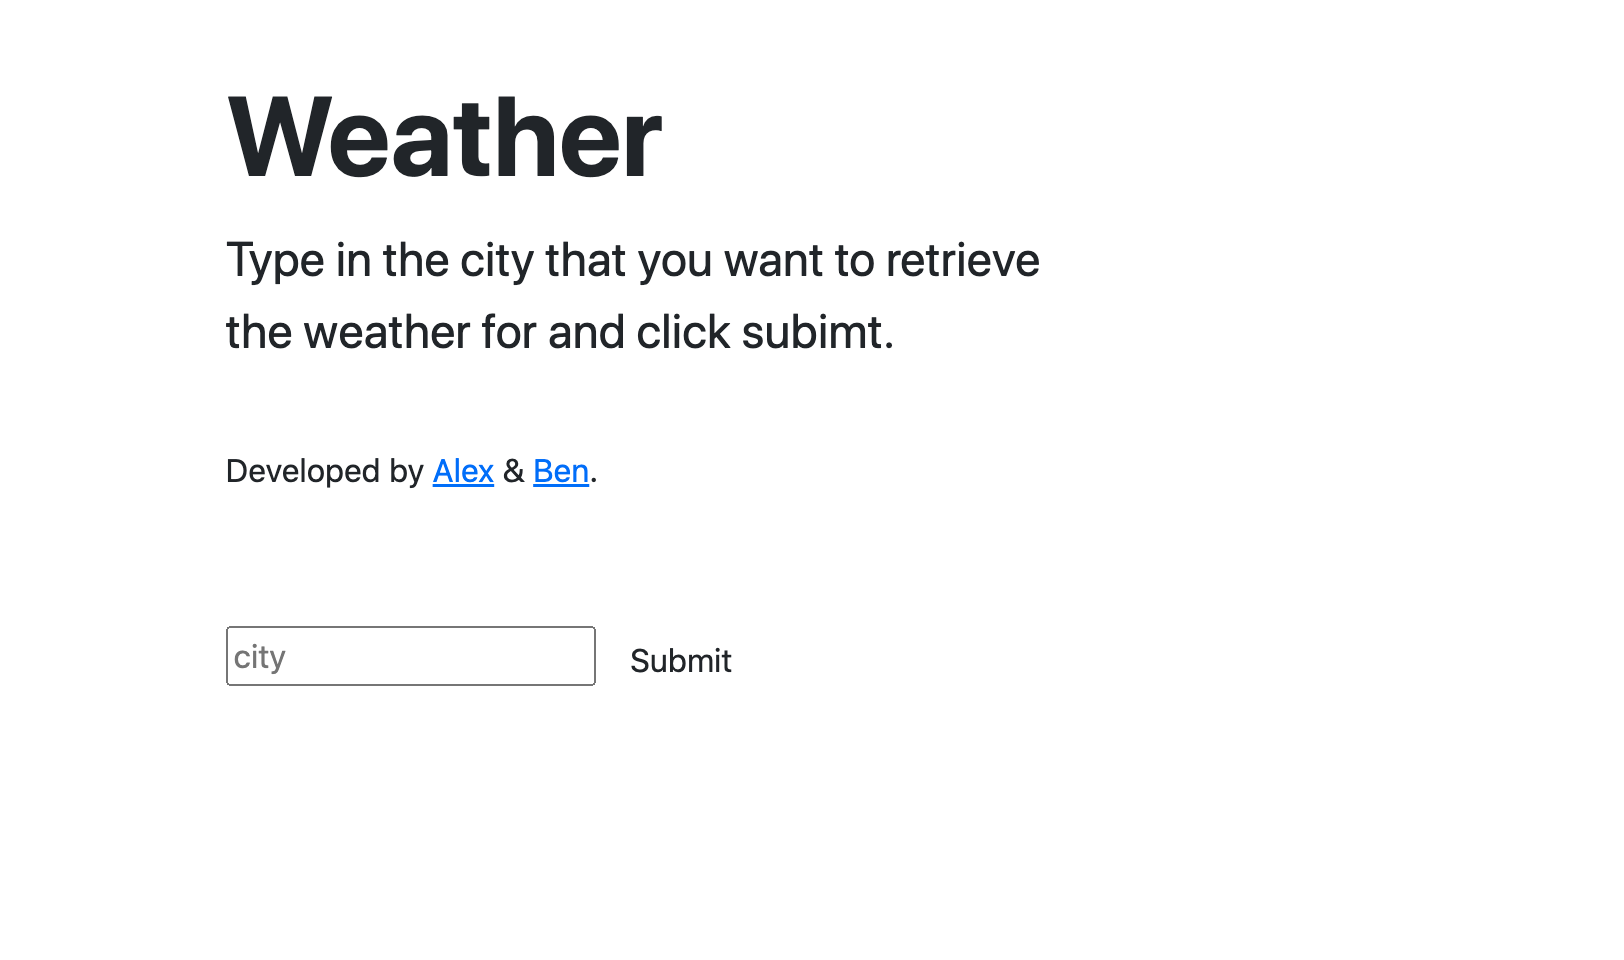 Weather
Type in the city that you want to retrieve
the weather for and click subimt.
Developed by Alex & Ben.
city
Submit